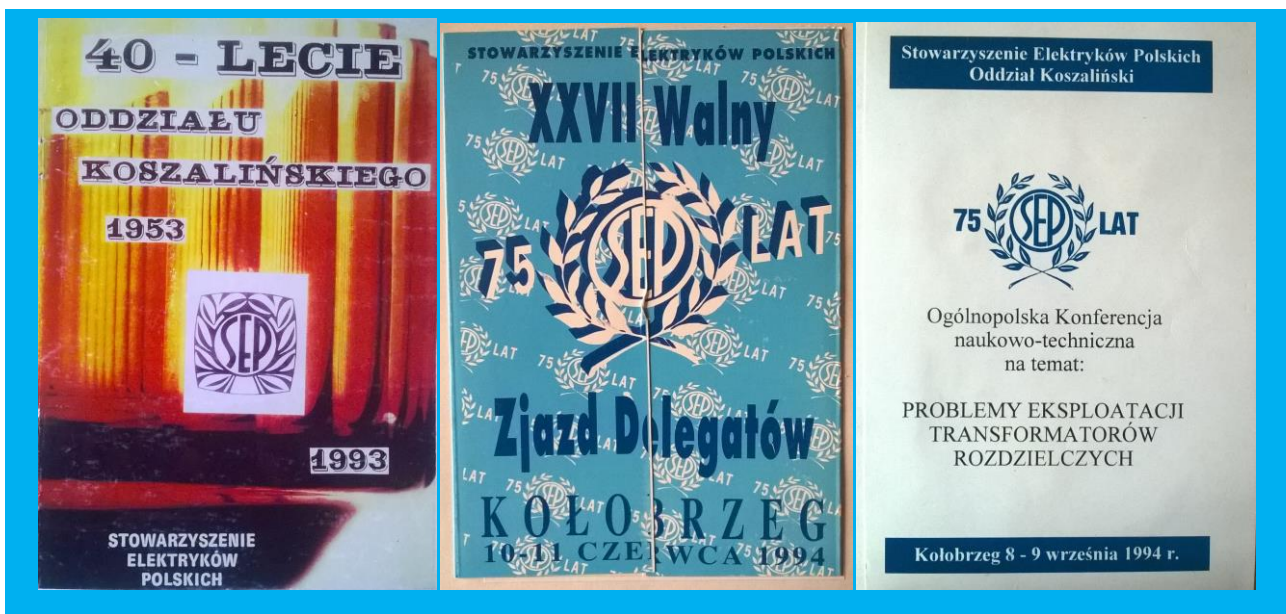 40 - LECIE
ODDZIAŁU
KOSZALIŃSKIEGO
1953
SEP
1993
STOWARZYSZENIE
ELEKTRYKÓW
POLSKICH
STOWARZYSZENIE ELEKTRYKÓW POLSKICH
XXVII Walny
75 SEP LAT
Zjazd Delegatów
KOŁOBRZEG
10-11 CZERWCA 1994
Stowarzyszenie Elektryków Polskich
Oddział Koszaliński
75 SEP LAT
Ogólnopolska Konferencja
naukowo-techniczna
na temat:
PROBLEMY EKSPLOATACJI
TRANSFORMATORÓW
ROZDZIELCZYCH
Kołobrzeg 8 - 9 września 1994 r.